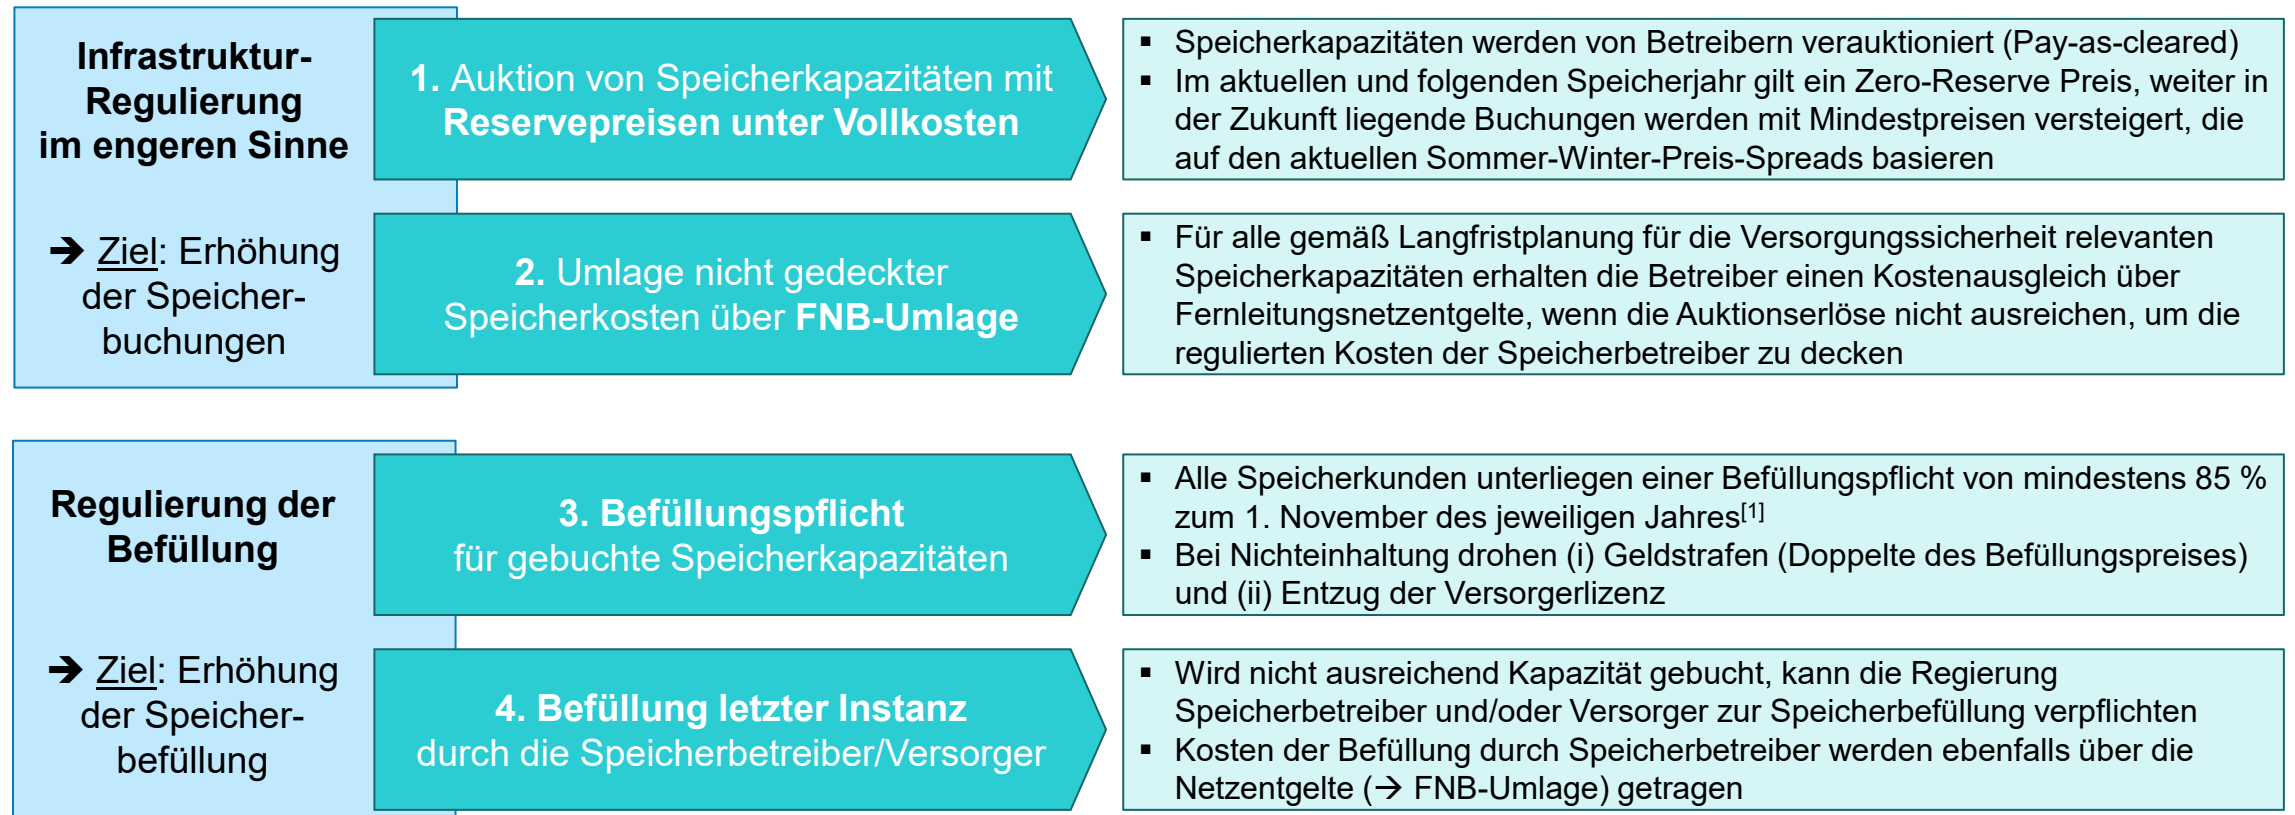 Infrastruktur-
Regulierung
im engeren Sinne
➔ Ziel: Erhöhung
der Speicher-
buchungen
1. Auktion von Speicherkapazitäten mit
Reservepreisen unter Vollkosten
▪ Speicherkapazitäten werden von Betreibern verauktioniert (Pay-as-cleared)
▪ Im aktuellen und folgenden Speicherjahr gilt ein Zero-Reserve Preis, weiter in
der Zukunft liegende Buchungen werden mit Mindestpreisen versteigert, die
auf den aktuellen Sommer-Winter-Preis-Spreads basieren
2. Umlage nicht gedeckter
Speicherkosten über FNB-Umlage
▪ Für alle gemäß Langfristplanung für die Versorgungssicherheit relevanten
Speicherkapazitäten erhalten die Betreiber einen Kostenausgleich über
Fernleitungsnetzentgelte, wenn die Auktionserlöse nicht ausreichen, um die
regulierten Kosten der Speicherbetreiber zu decken
Regulierung der
Befüllung
➔ Ziel: Erhöhung
der Speicher-
befüllung
3. Befüllungspflicht
für gebuchte Speicherkapazitäten
▪ Alle Speicherkunden unterliegen einer Befüllungspflicht von mindestens 85 %
zum 1. November des jeweiligen Jahres[1]
▪ Bei Nichteinhaltung drohen (i) Geldstrafen (Doppelte des Befüllungspreises)
und (ii) Entzug der Versorgerlizenz
4. Befüllung letzter Instanz
durch die Speicherbetreiber/Versorger
▪ Wird nicht ausreichend Kapazität gebucht, kann die Regierung
Speicherbetreiber und/oder Versorger zur Speicherbefüllung verpflichten
▪ Kosten der Befüllung durch Speicherbetreiber werden ebenfalls über die
Netzentgelte (→ FNB-Umlage) getragen